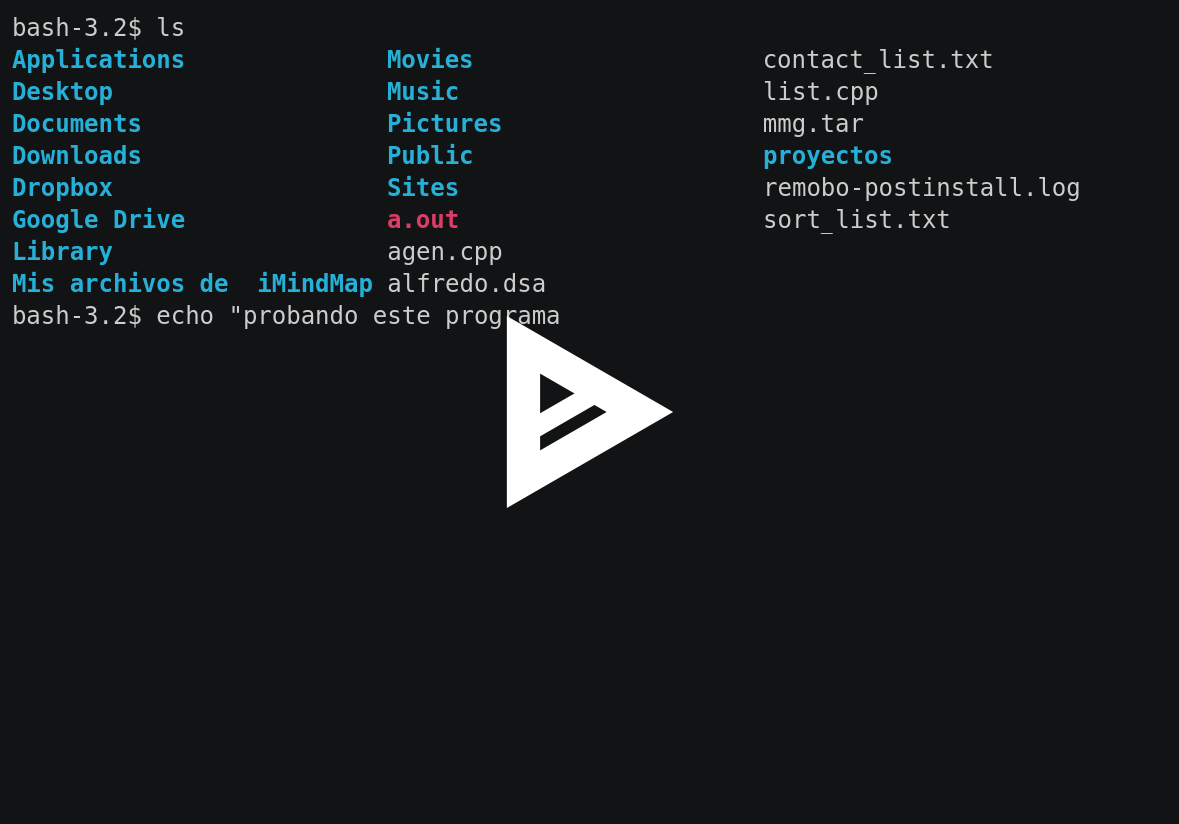 bash-3.2$ ls
Applications Movies contact_list.txt
Desktop Music list.cpp
Documents Pictures mmg.tar
Downloads Public proyectos
Dropbox Sites remobo-postinstall.log
Google Drive a.out sort_list.txt
Library agen.cpp
Mis archivos de  iMindMap alfredo.dsa
bash-3.2$ echo "probando este programa